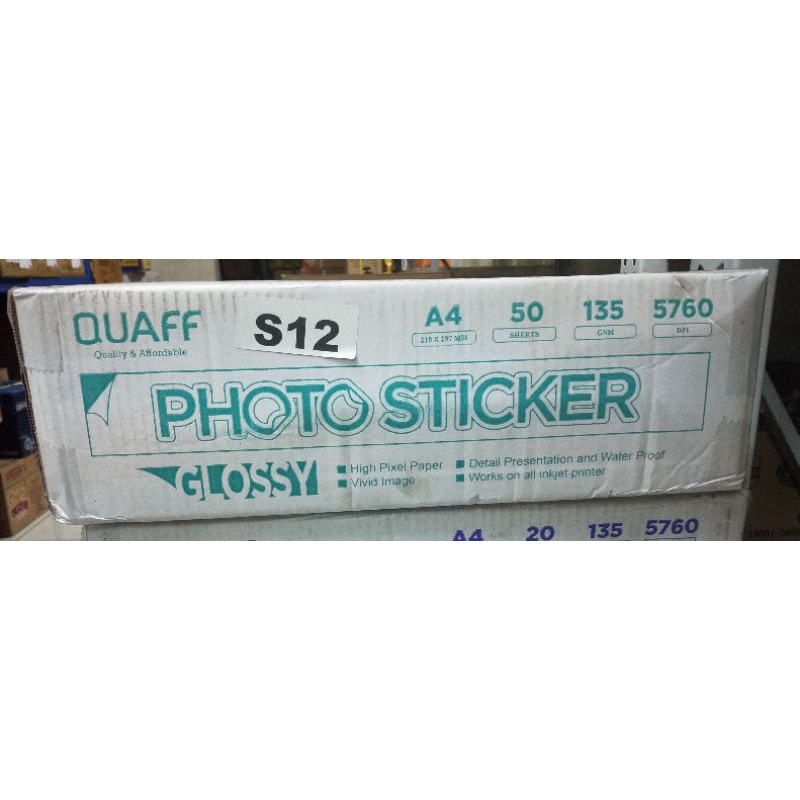 QUAFF
Quality & Affordable
S12
A4 50 135 5760
210 X 297 MM SHEETS GSM DPI
PHOTO STICKER
GLOSSY
High Pixel Paper
Vivid Image
Detail Presentation and Water Proof
Works on all inkjet printer
A4 20 135 5760